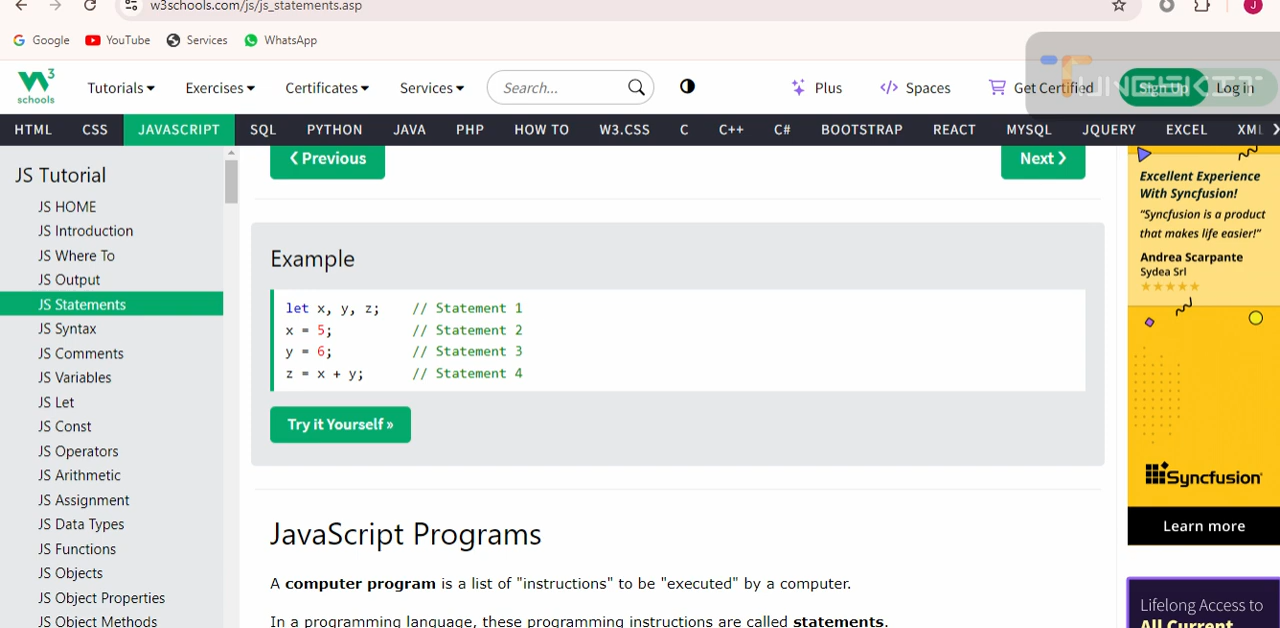 w3schools.com/js/js_statements.asp
Google YouTube Services WhatsApp
W3 schools Tutorials Exercises Certificates Services Search... Plus Spaces Get Certified Sign Up Log in
HTML CSS JAVASCRIPT SQL PYTHON JAVA PHP HOW TO W3.CSS C C++ C# BOOTSTRAP REACT MYSQL JQUERY EXCEL XML
JS Tutorial
JS HOME
JS Introduction
JS Where To
JS Output
JS Statements
JS Syntax
JS Comments
JS Variables
JS Let
JS Const
JS Operators
JS Arithmetic
JS Assignment
JS Data Types
JS Functions
JS Objects
JS Object Properties
JS Object Methods
❮ Previous
Next ❯
Example
let x, y, z;    // Statement 1
x = 5;          // Statement 2
y = 6;          // Statement 3
z = x + y;      // Statement 4
Try it Yourself »
JavaScript Programs
A computer program is a list of "instructions" to be "executed" by a computer.
In a programming language, these programming instructions are called statements.
Excellent Experience
With Syncfusion!
“Syncfusion is a product
that makes life easier!”
Andrea Scarpante
Sydea Srl
Syncfusion
Learn more
Lifelong Access to
All Current
J